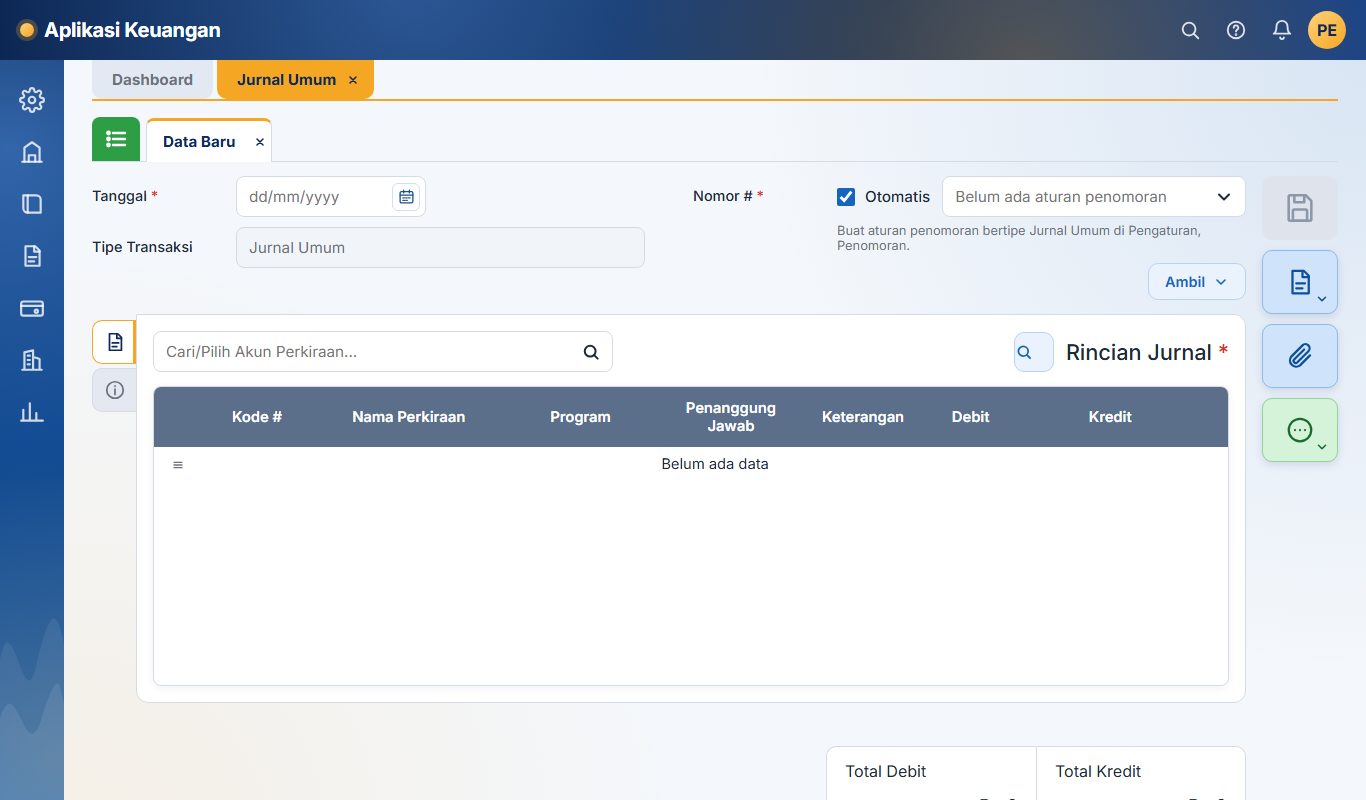 Aplikasi Keuangan
PE
Dashboard
Jurnal Umum ×
Data Baru ×
Tanggal *
dd/mm/yyyy
Nomor # *
Otomatis
Belum ada aturan penomoran
Buat aturan penomoran bertipe Jurnal Umum di Pengaturan,
Penomoran.
Tipe Transaksi
Jurnal Umum
Ambil
Cari/Pilih Akun Perkiraan...
Rincian Jurnal *
Kode #
Nama Perkiraan
Program
Penanggung
Jawab
Keterangan
Debit
Kredit
Belum ada data
Total Debit
Total Kredit